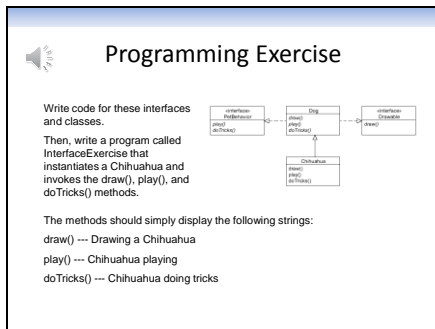 Programming Exercise
Write code for these interfaces
and classes.
Then, write a program called
InterfaceExercise that
instantiates a Chihuahua and
invokes the draw(), play(), and
doTricks() methods.
«interface»
PetBehavior
play()
doTricks()
Dog
draw()
play()
doTricks()
«interface»
Drawable
draw()
Chihuahua
draw()
play()
doTricks()
The methods should simply display the following strings:
draw() --- Drawing a Chihuahua
play() --- Chihuahua playing
doTricks() --- Chihuahua doing tricks